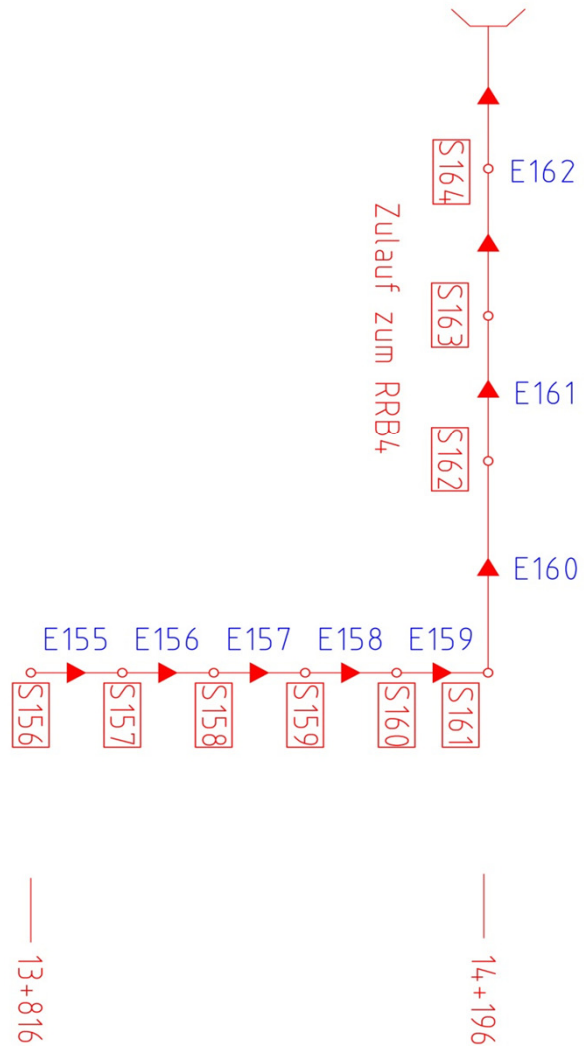 E162
S164
Zulauf zum RRB4
S163
E161
S162
E160
E155
E156
E157
E158
E159
S156
S157
S158
S159
S160
S161
13+816
14+196